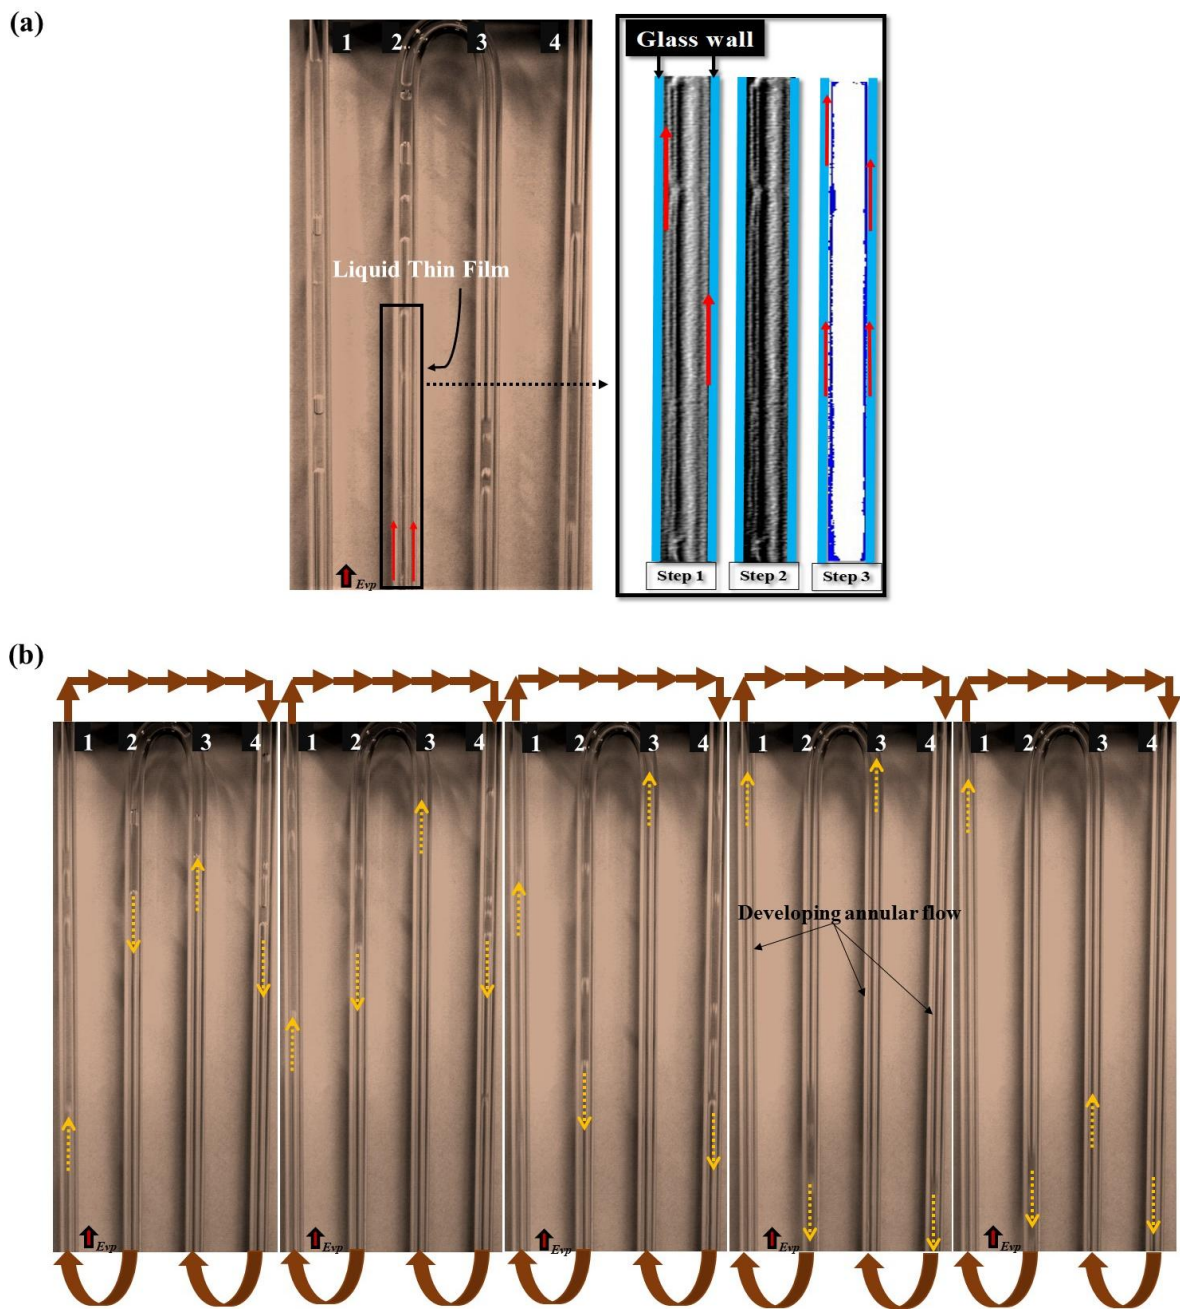 (a)
1 2 3 4
Liquid Thin Film
Evp
Glass wall
Step 1 Step 2 Step 3
(b)
1 2 3 4
Evp
1 2 3 4
Evp
1 2 3 4
Evp
1 2 3 4
Developing annular flow
Evp
1 2 3 4
Evp